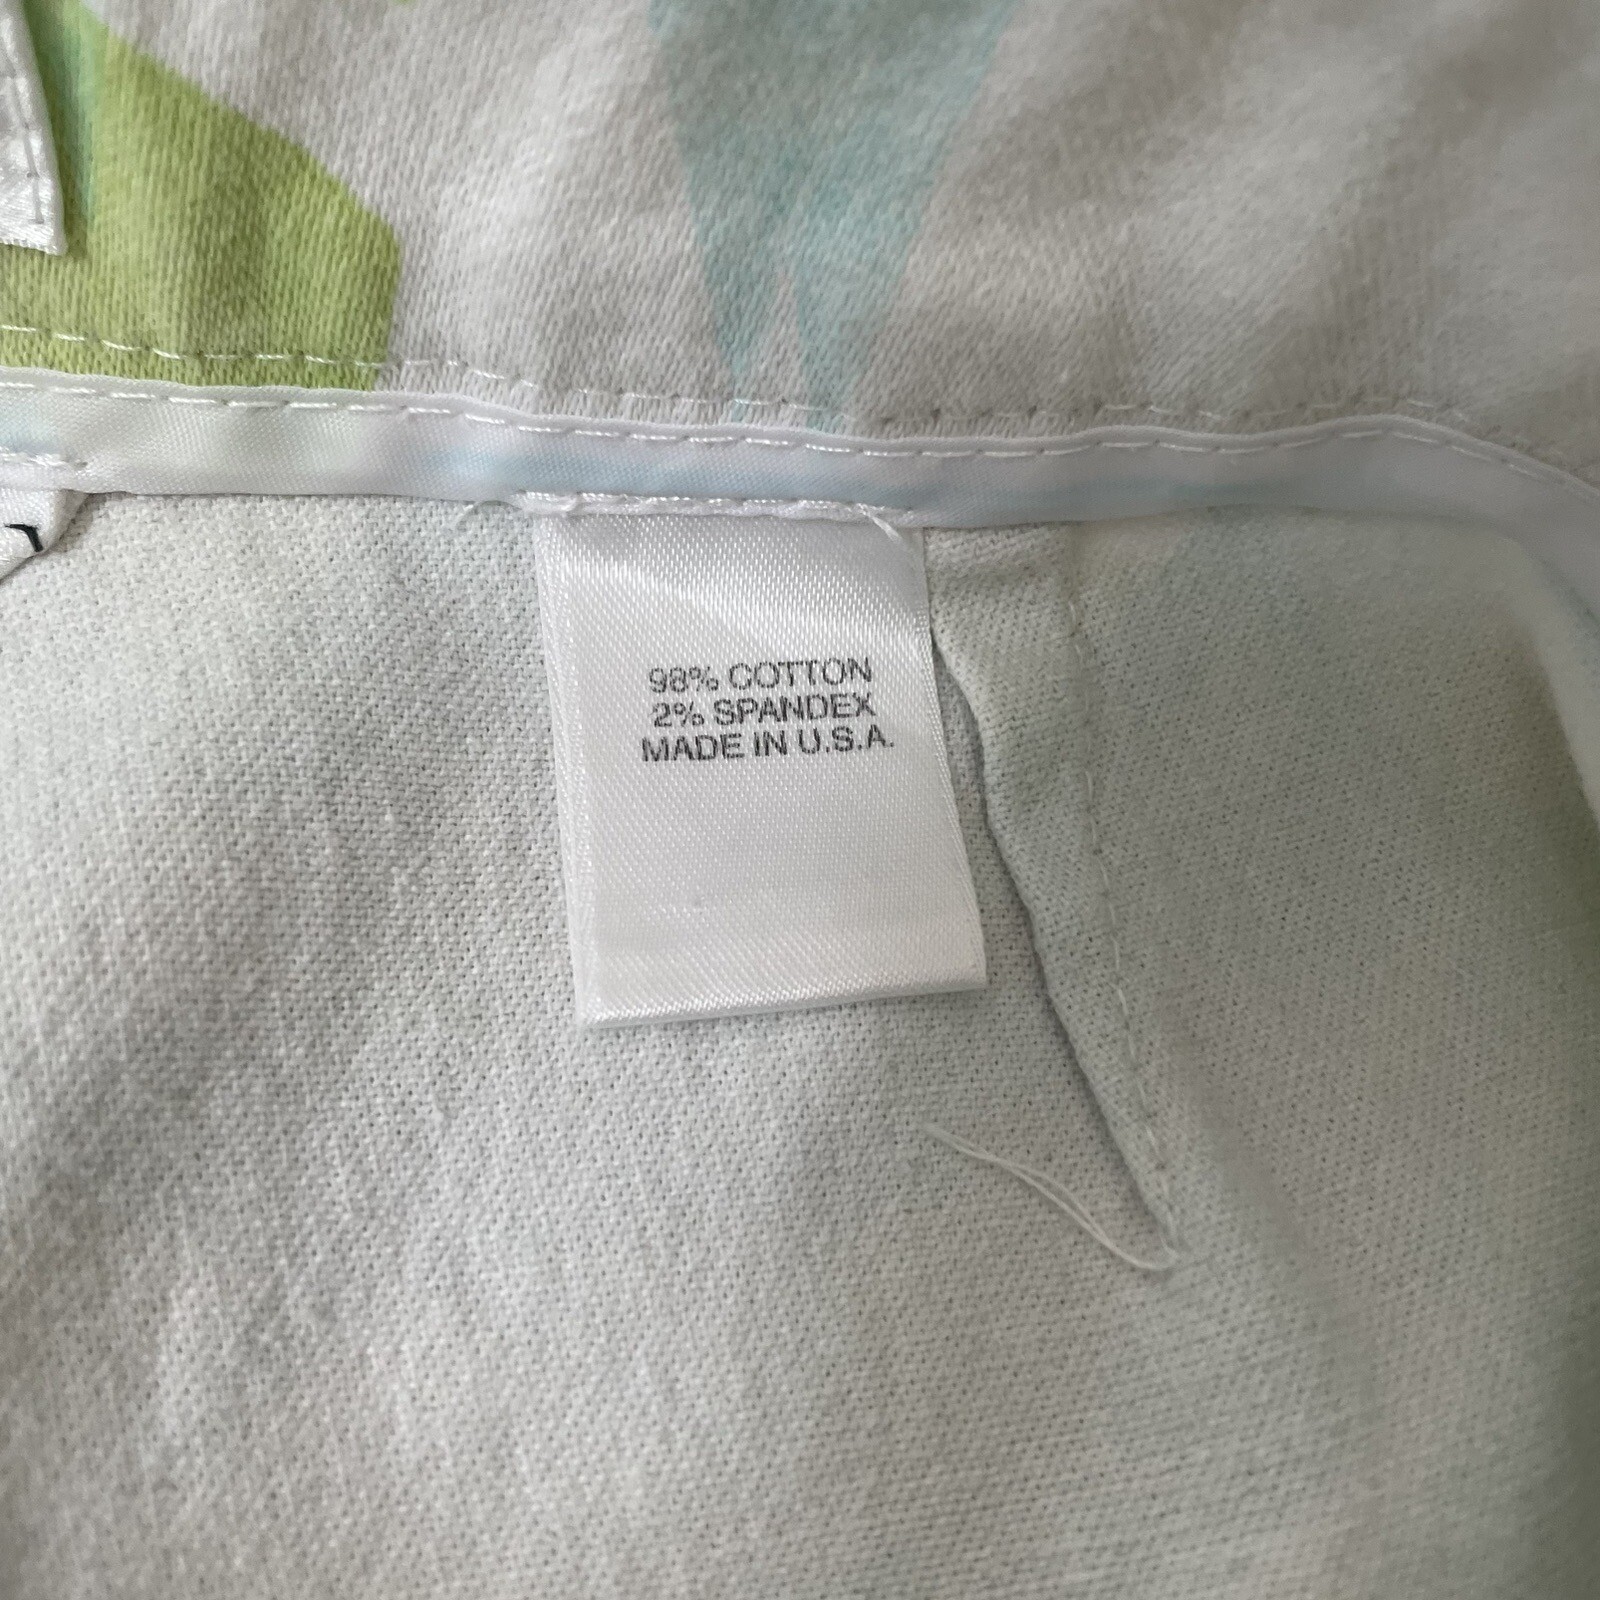 98% COTTON
2% SPANDEX
MADE IN U.S.A.